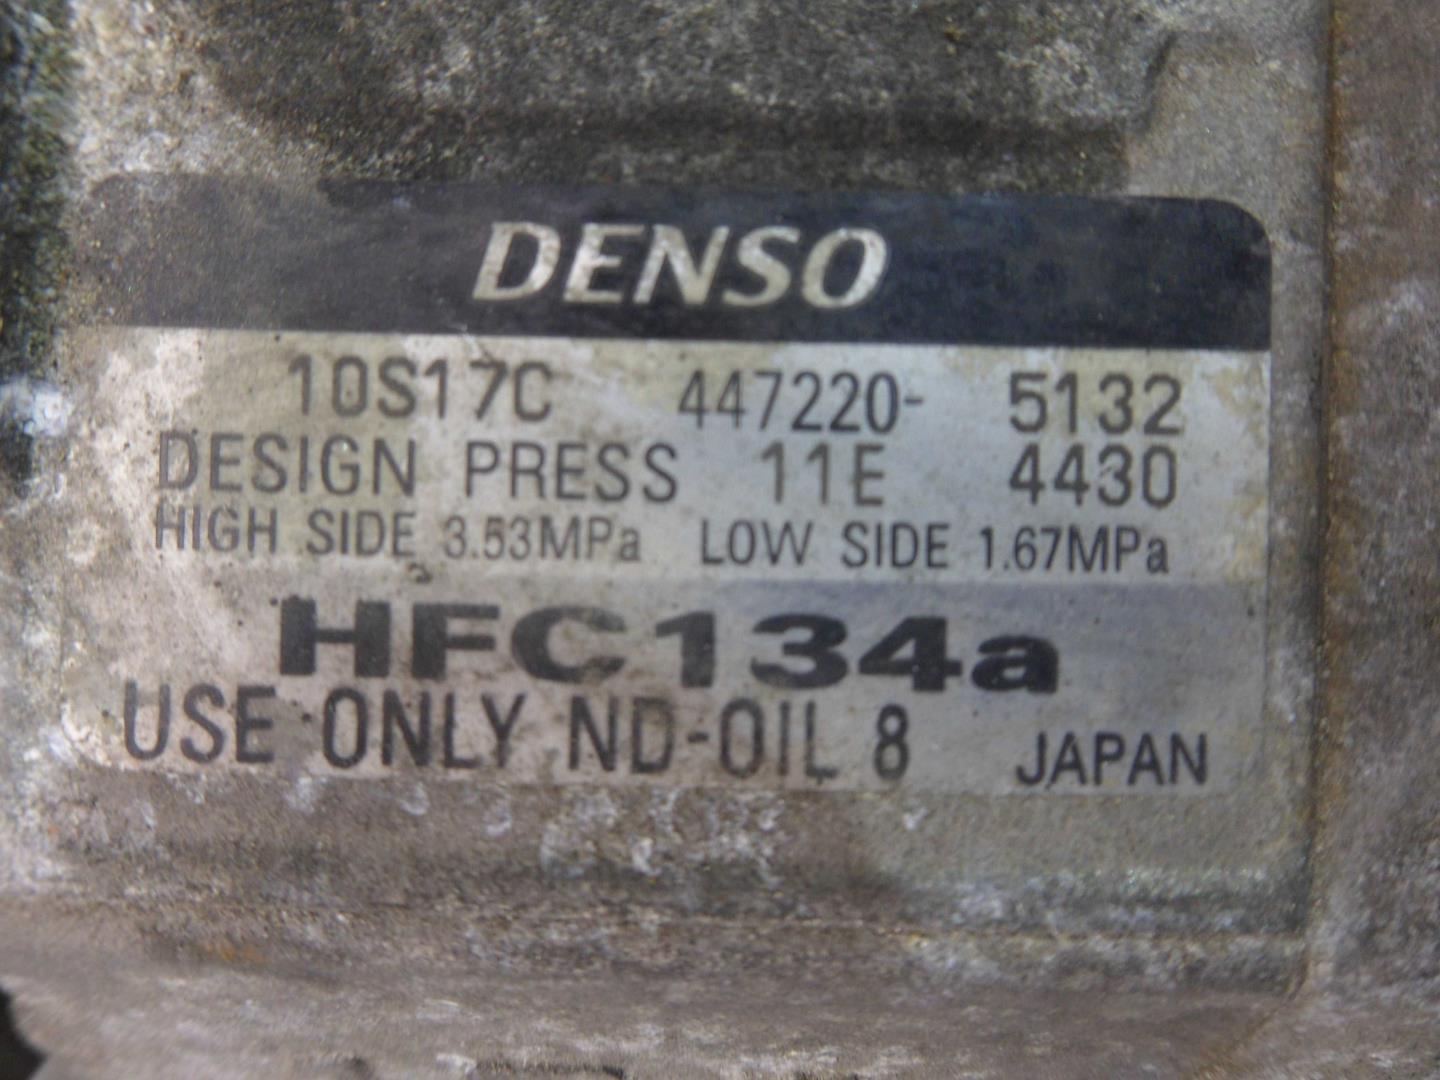 DENSO
10S17C 447220- 5132
DESIGN PRESS 11E 4430
HIGH SIDE 3.53MPa LOW SIDE 1.67MPa
HFC134a
USE ONLY ND-OIL 8 JAPAN